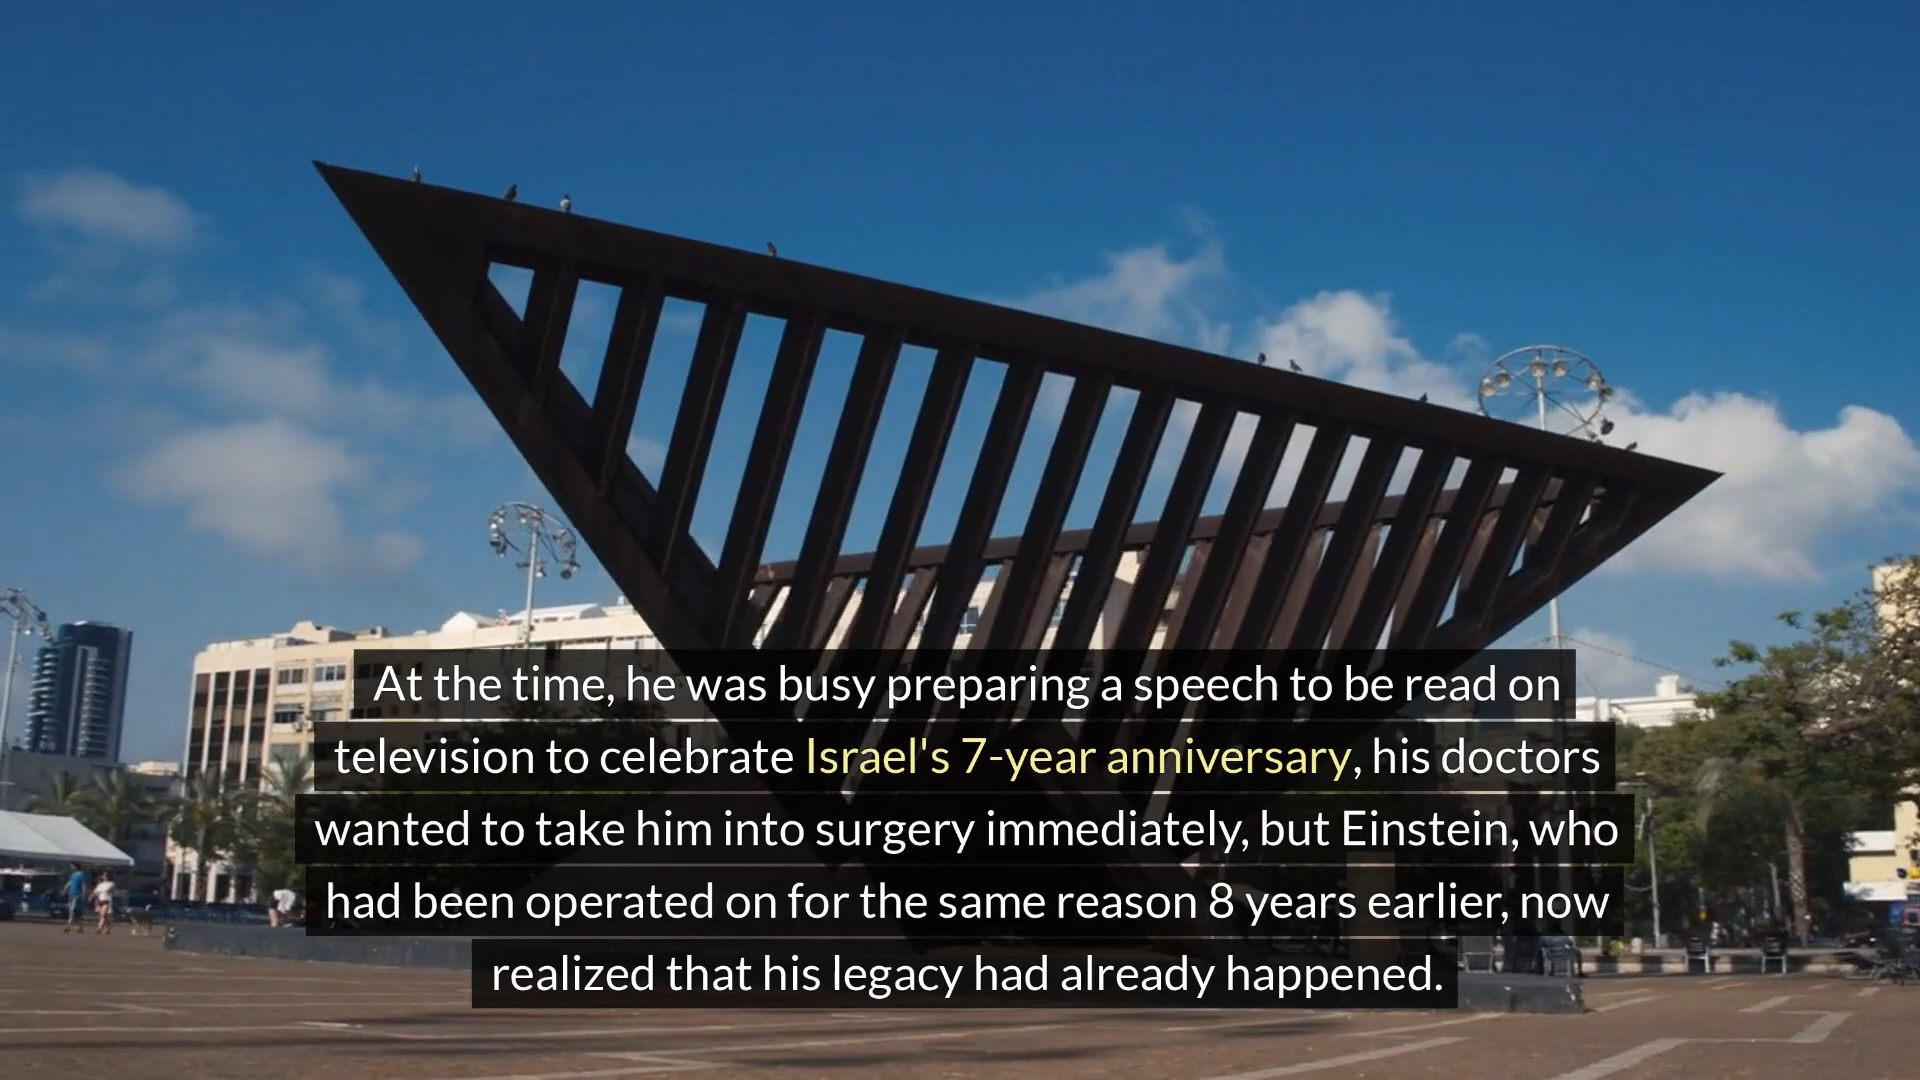 At the time, he was busy preparing a speech to be read on
television to celebrate Israel's 7-year anniversary, his doctors
wanted to take him into surgery immediately, but Einstein, who
had been operated on for the same reason 8 years earlier, now
realized that his legacy had already happened.